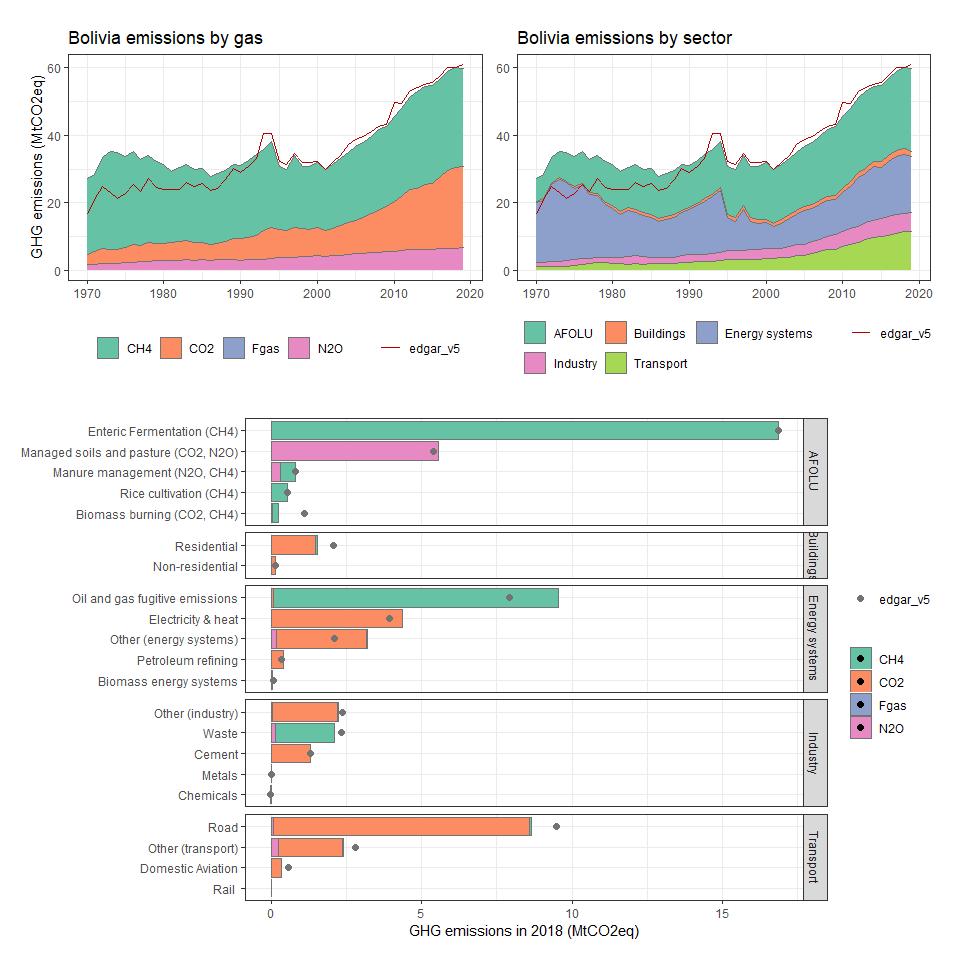 Bolivia emissions by gas
GHG emissions (MtCO2eq)
60
40
20
0
1970
1980
1990
2000
2010
2020
CH4
CO2
Fgas
N2O
edgar_v5
Bolivia emissions by sector
60
40
20
0
1970
1980
1990
2000
2010
2020
AFOLU
Buildings
Energy systems
edgar_v5
Industry
Transport
Enteric Fermentation (CH4)
Managed soils and pasture (CO2, N2O)
Manure management (N2O, CH4)
Rice cultivation (CH4)
Biomass burning (CO2, CH4)
AFOLU
Residential
Non-residential
Buildings
Oil and gas fugitive emissions
Electricity & heat
Other (energy systems)
Petroleum refining
Biomass energy systems
Energy systems
Other (industry)
Waste
Cement
Metals
Chemicals
Industry
Road
Other (transport)
Domestic Aviation
Rail
Transport
0
5
10
15
GHG emissions in 2018 (MtCO2eq)
edgar_v5
CH4
CO2
Fgas
N2O